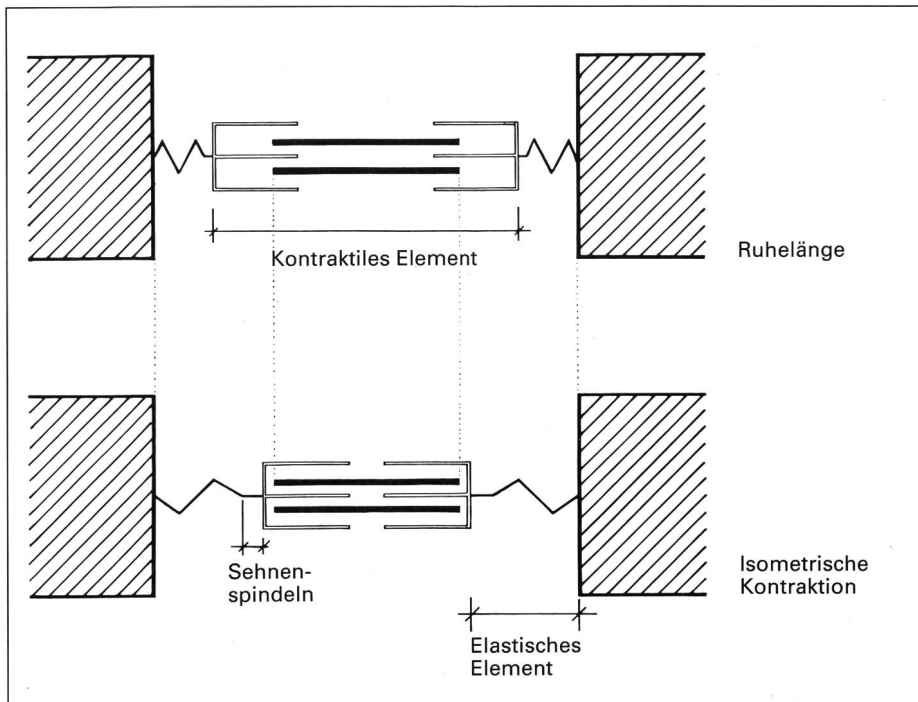 Kontraktiles Element
Ruhelänge
Sehnen-
spindeln
Isometrische
Kontraktion
Elastisches
Element